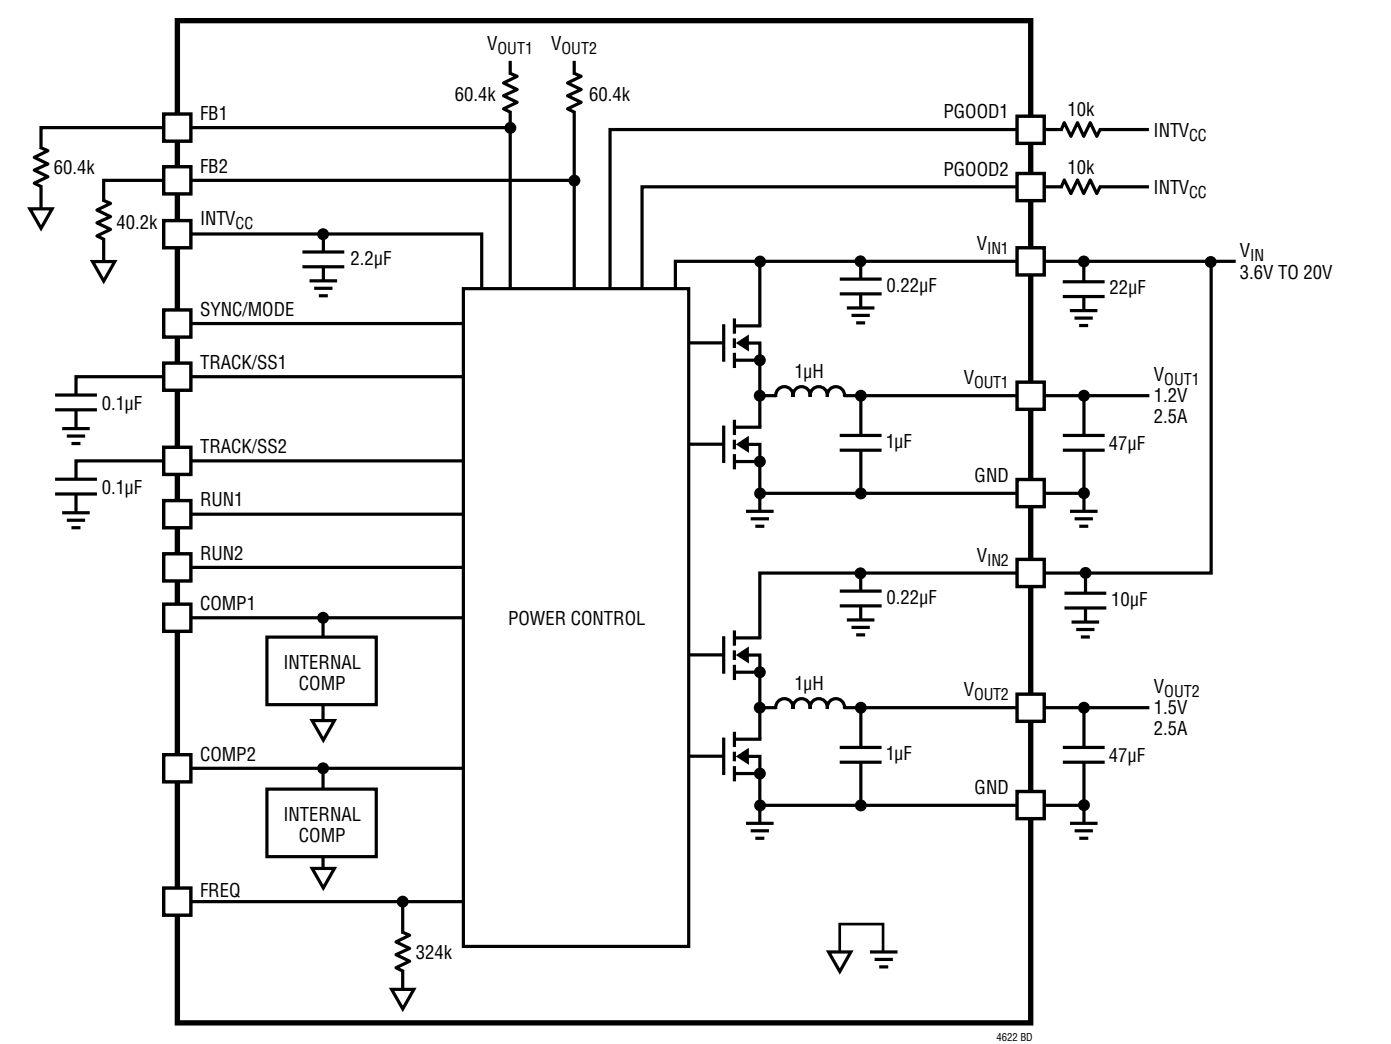 VOUT1 VOUT2
60.4k 60.4k
FB1
60.4k
FB2
40.2k
INTVCC
2.2µF
SYNC/MODE
TRACK/SS1
0.1µF
TRACK/SS2
0.1µF
RUN1
RUN2
COMP1
INTERNAL
COMP
COMP2
INTERNAL
COMP
FREQ
324k
POWER CONTROL
PGOOD1
10k
INTVCC
PGOOD2
10k
INTVCC
VIN1
0.22µF
22µF
VIN
3.6V TO 20V
1µH
VOUT1
VOUT1
1.2V
2.5A
1µF
47µF
GND
VIN2
0.22µF
10µF
1µH
VOUT2
VOUT2
1.5V
2.5A
1µF
47µF
GND
4622 BD